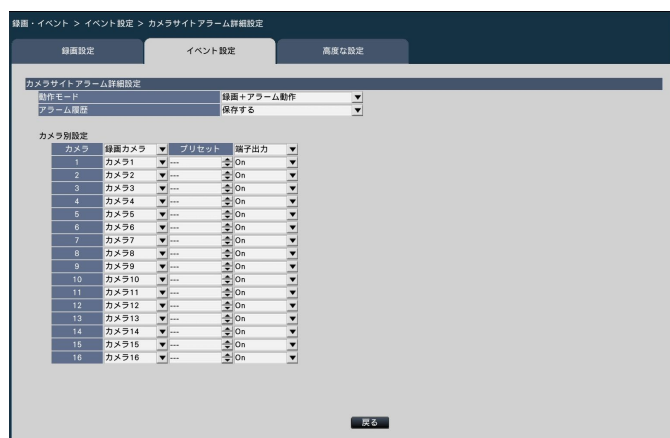 録画・イベント > イベント設定 > カメラサイトアラーム詳細設定
録画設定 イベント設定 高度な設定
カメラサイトアラーム詳細設定
動作モード 録画+アラーム動作
アラーム履歴 保存する
カメラ別設定
カメラ 録画カメラ プリセット 端子出力
1 カメラ1 --- On
2 カメラ2 --- On
3 カメラ3 --- On
4 カメラ4 --- On
5 カメラ5 --- On
6 カメラ6 --- On
7 カメラ7 --- On
8 カメラ8 --- On
9 カメラ9 --- On
10 カメラ10 --- On
11 カメラ11 --- On
12 カメラ12 --- On
13 カメラ13 --- On
14 カメラ14 --- On
15 カメラ15 --- On
16 カメラ16 --- On
戻る